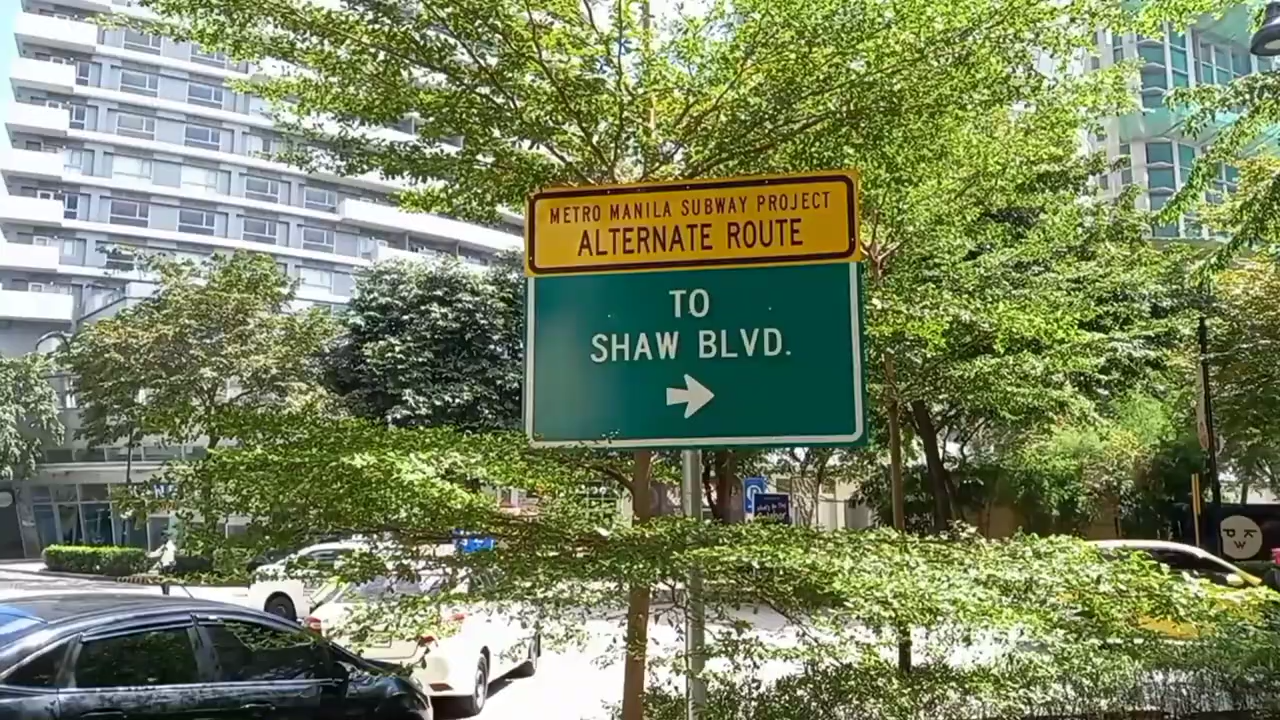 METRO MANILA SUBWAY PROJECT
ALTERNATE ROUTE
TO
SHAW BLVD.
P
P K
W